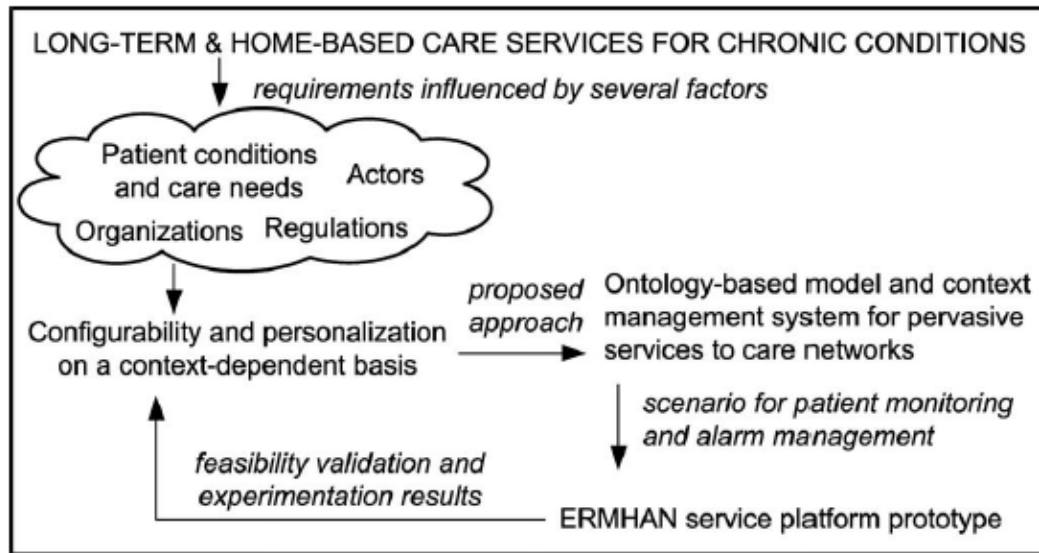 LONG-TERM & HOME-BASED CARE SERVICES FOR CHRONIC CONDITIONS
requirements influenced by several factors
Patient conditions
and care needs
Actors
Organizations
Regulations
Configurability and personalization
on a context-dependent basis
proposed
approach
Ontology-based model and context
management system for pervasive
services to care networks
scenario for patient monitoring
and alarm management
feasibility validation and
experimentation results
ERMHAN service platform prototype